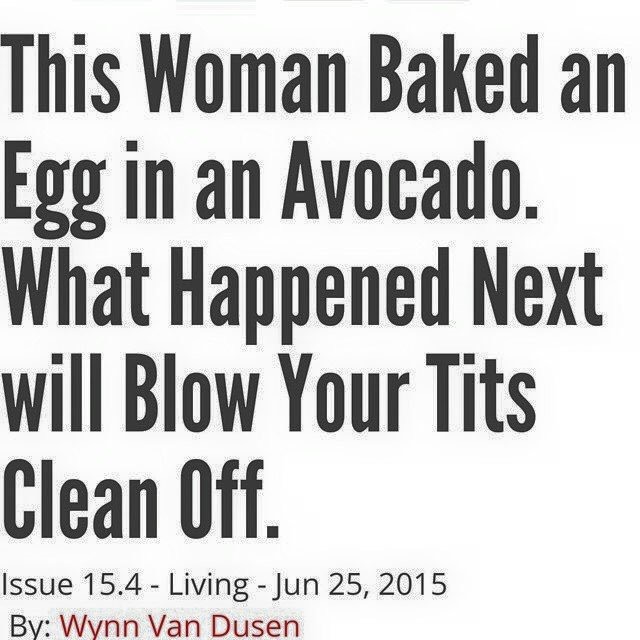 This Woman Baked an
Egg in an Avocado.
What Happened Next
will Blow Your Tits
Clean Off.
Issue 15.4 - Living - Jun 25, 2015
By: Wynn Van Dusen